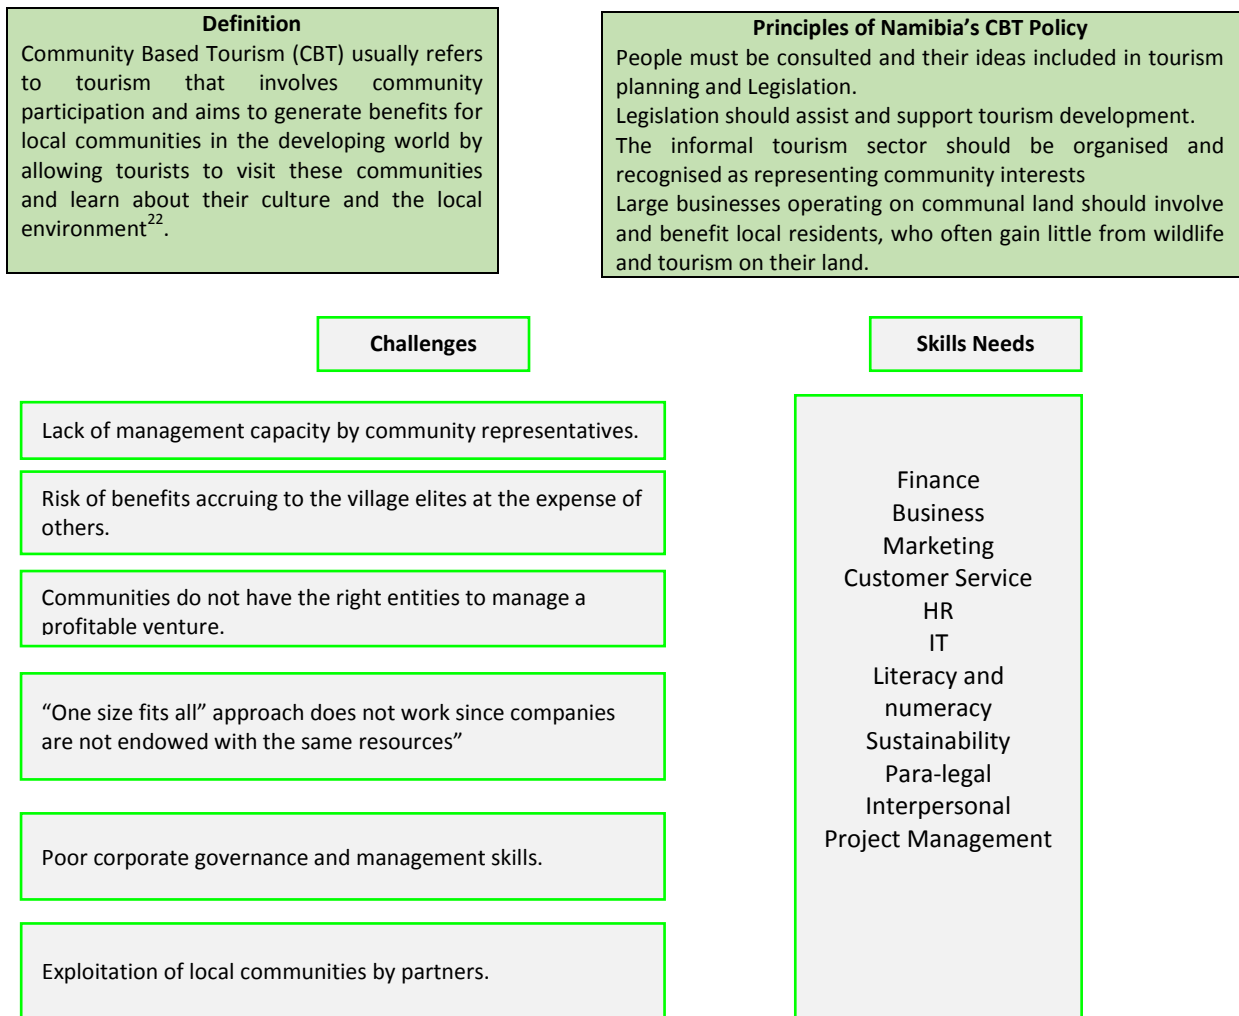 Definition
Community Based Tourism (CBT) usually refers
to tourism that involves community
participation and aims to generate benefits for
local communities in the developing world by
allowing tourists to visit these communities
and learn about their culture and the local
environment22.
Principles of Namibia's CBT Policy
People must be consulted and their ideas included in tourism
planning and Legislation.
Legislation should assist and support tourism development.
The informal tourism sector should be organised and
recognised as representing community interests
Large businesses operating on communal land should involve
and benefit local residents, who often gain little from wildlife
and tourism on their land.
Challenges
Lack of management capacity by community representatives.
Risk of benefits accruing to the village elites at the expense of
others.
Communities do not have the right entities to manage a
profitable venture.
“One size fits all” approach does not work since companies
are not endowed with the same resources”
Poor corporate governance and management skills.
Exploitation of local communities by partners.
Skills Needs
Finance
Business
Marketing
Customer Service
HR
IT
Literacy and
numeracy
Sustainability
Para-legal
Interpersonal
Project Management